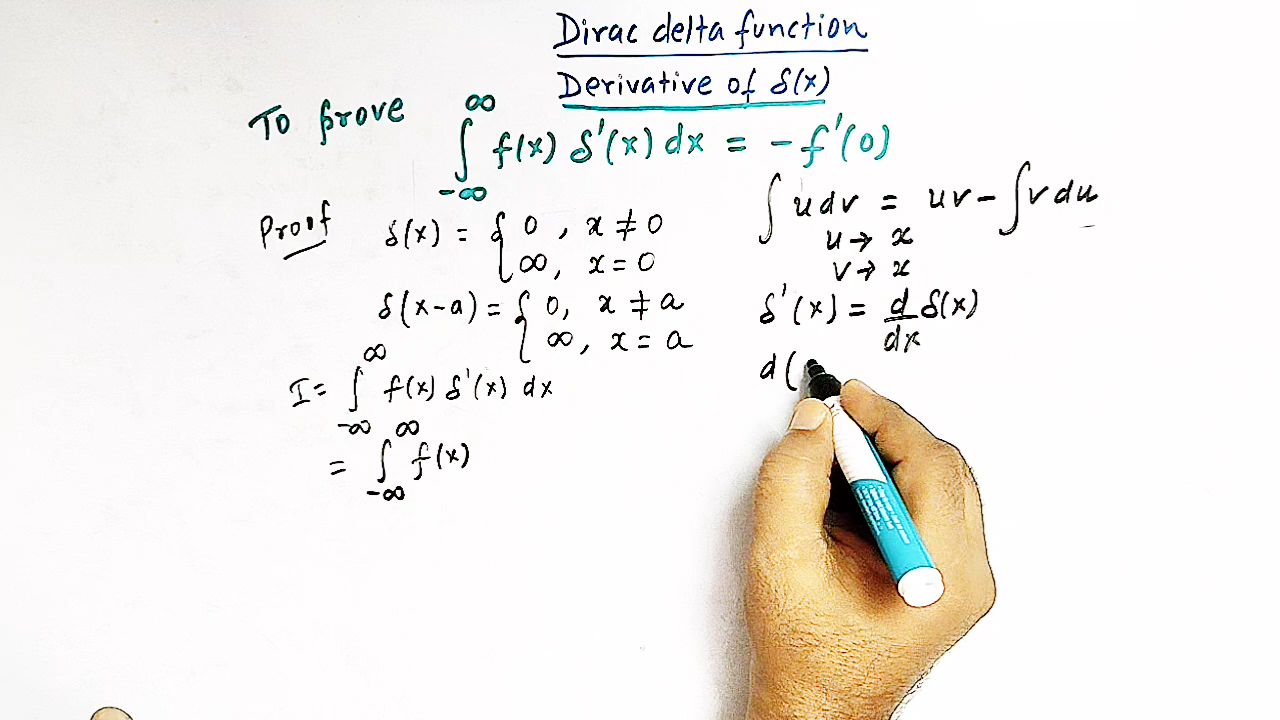 Dirac delta function
Derivative of δ(x)
To prove ∫_{-∞}^{∞} f(x) δ'(x) dx = -f'(0)
Proof
δ(x) = { 0 , x ≠ 0
∞, x = 0
δ(x-a) = { 0, x ≠ a
∞, x = a
I = ∫_{-∞}^{∞} f(x) δ'(x) dx
= ∫_{-∞}^{∞} f(x)
∫ u dv = uv - ∫ v du
u → x
v → x
δ'(x) = d/dx δ(x)
d (